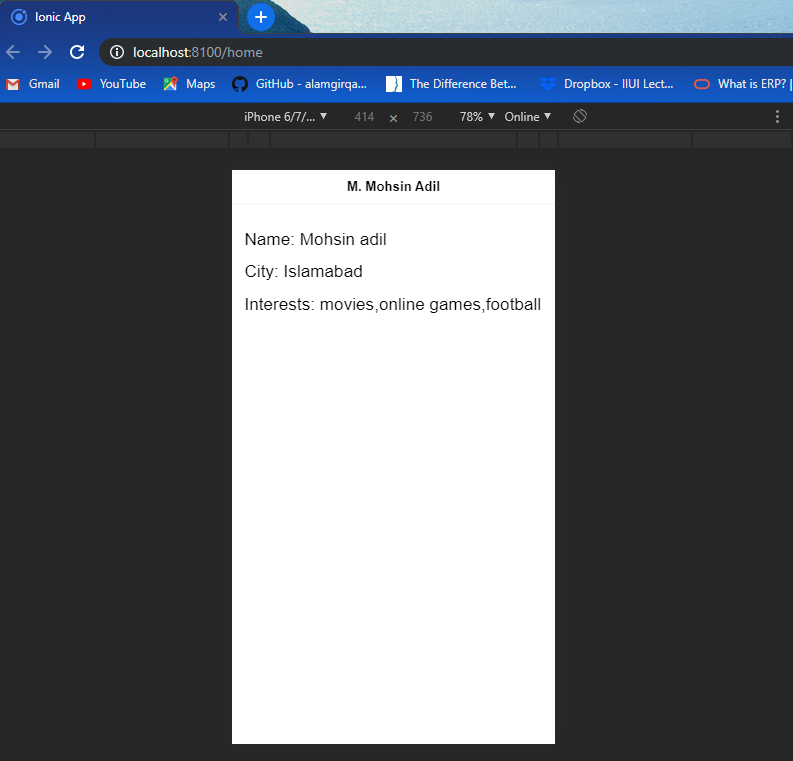 Ionic App
localhost:8100/home
Gmail YouTube Maps GitHub - alamgirqa... The Difference Bet... Dropbox - IIUI Lect... What is ERP? |
iPhone 6/7/... ▼ 414 × 736 78% ▼ Online ▼
M. Mohsin Adil
Name: Mohsin adil
City: Islamabad
Interests: movies,online games,football